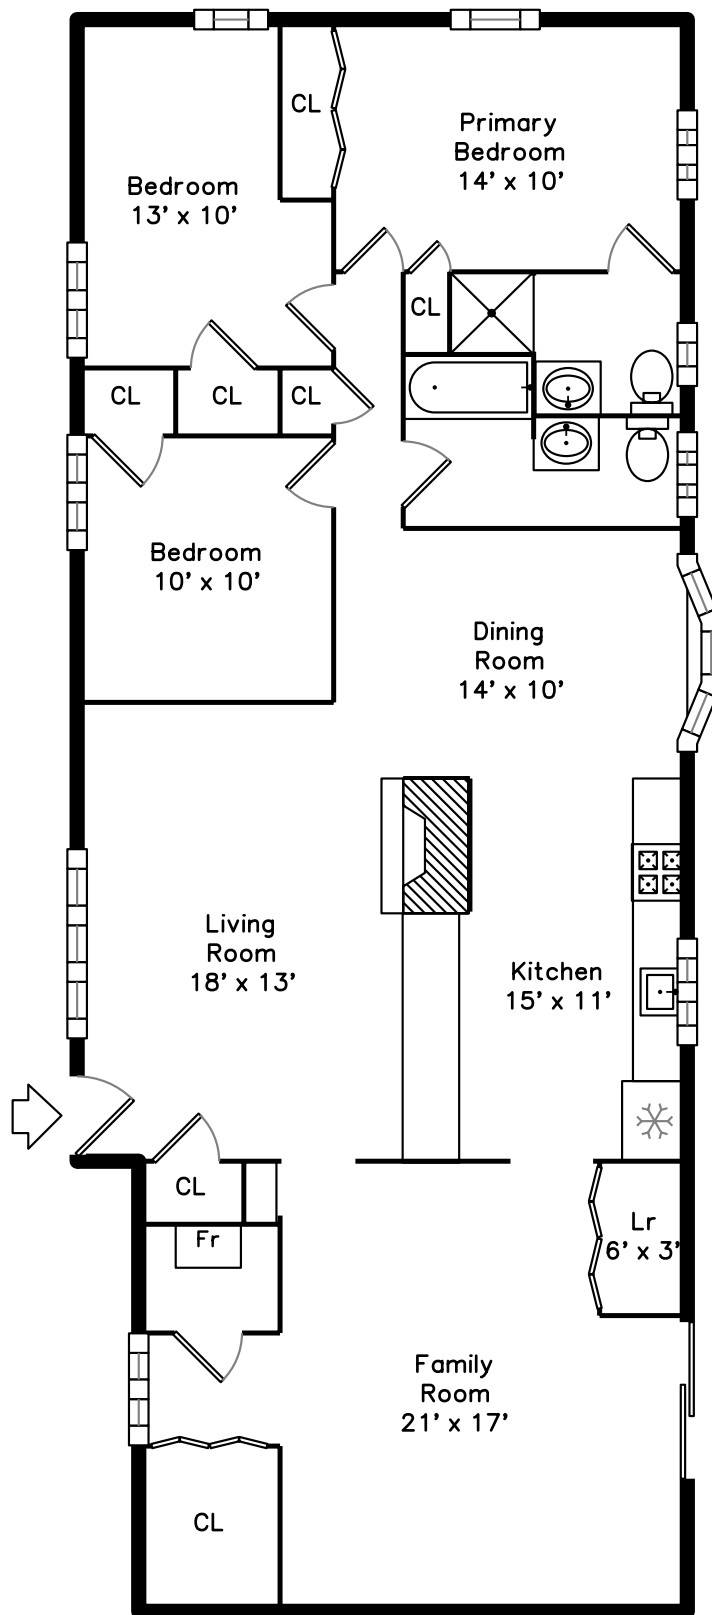 CL
Primary
Bedroom
14' x 10'
Bedroom
13' x 10'
CL
CL
CL
CL
Bedroom
10' x 10'
Dining
Room
14' x 10'
Living
Room
18' x 13'
Kitchen
15' x 11'
CL
Fr
Lr
6' x 3'
Family
Room
21' x 17'
CL